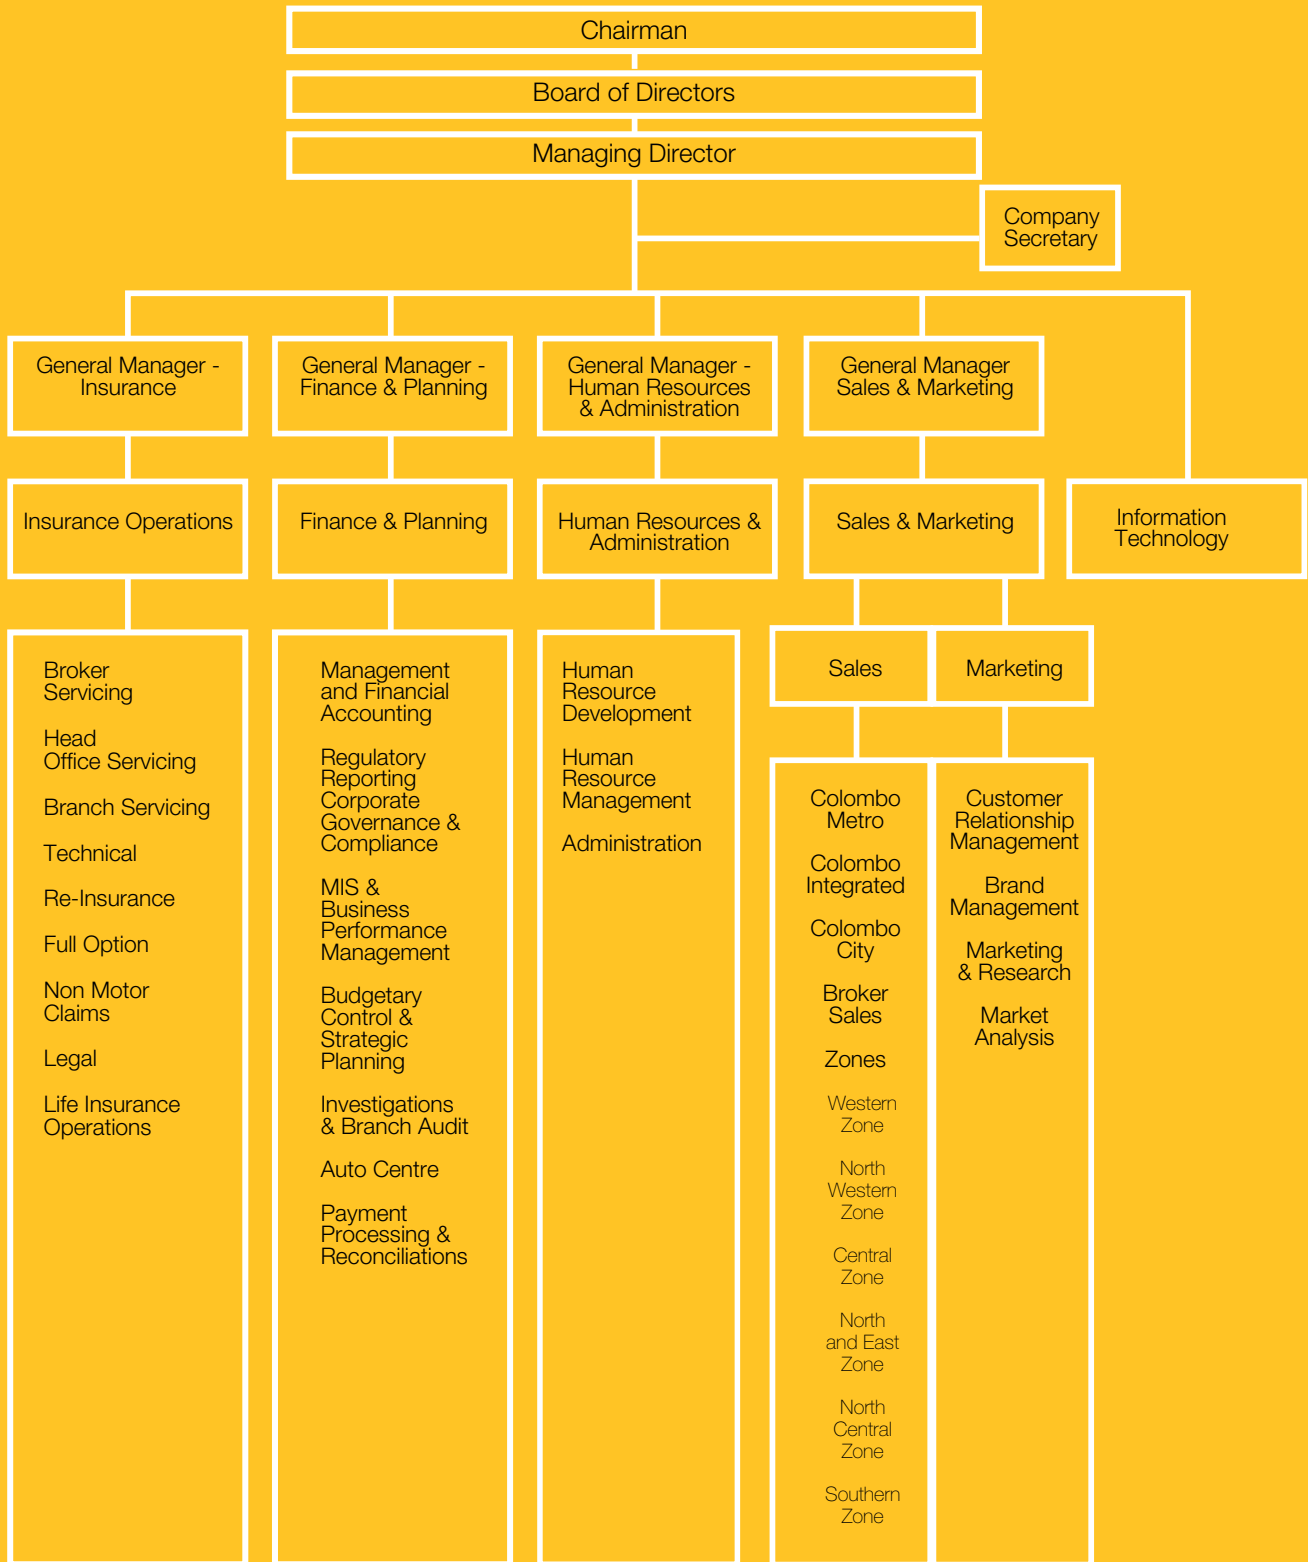 Chairman
Board of Directors
Managing Director
Company
Secretary
General Manager -
Insurance
General Manager -
Finance & Planning
General Manager -
Human Resources
& Administration
General Manager
Sales & Marketing
Insurance Operations
Finance & Planning
Human Resources &
Administration
Sales & Marketing
Information
Technology
Broker
Servicing
Head
Office Servicing
Branch Servicing
Technical
Re-Insurance
Full Option
Non Motor
Claims
Legal
Life Insurance
Operations
Management
and Financial
Accounting
Regulatory
Reporting
Corporate
Governance &
Compliance
MIS &
Business
Performance
Management
Budgetary
Control &
Strategic
Planning
Investigations
& Branch Audit
Auto Centre
Payment
Processing &
Reconciliations
Human
Resource
Development
Human
Resource
Management
Administration
Sales
Colombo
Metro
Colombo
Integrated
Colombo
City
Broker
Sales
Zones
Western
Zone
North
Western
Zone
Central
Zone
North
and East
Zone
North
Central
Zone
Southern
Zone
Marketing
Customer
Relationship
Management
Brand
Management
Marketing
& Research
Market
Analysis